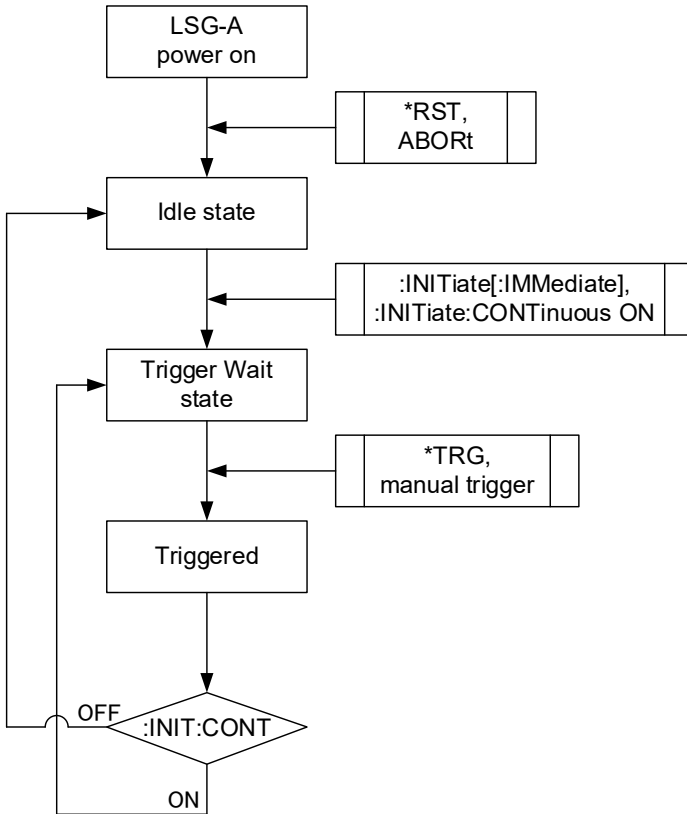 LSG-A
power on
*RST,
ABORt
Idle state
:INITiate[:IMMediate],
:INITiate:CONTinuous ON
Trigger Wait
state
*TRG,
manual trigger
Triggered
OFF
:INIT:CONT
ON